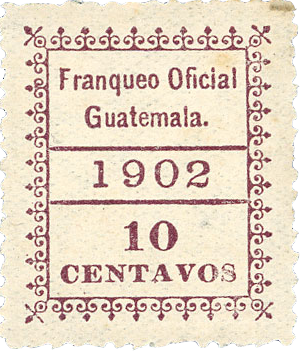 Franqueo Oficial
Guatemala.
1902
10
CENTAVOS